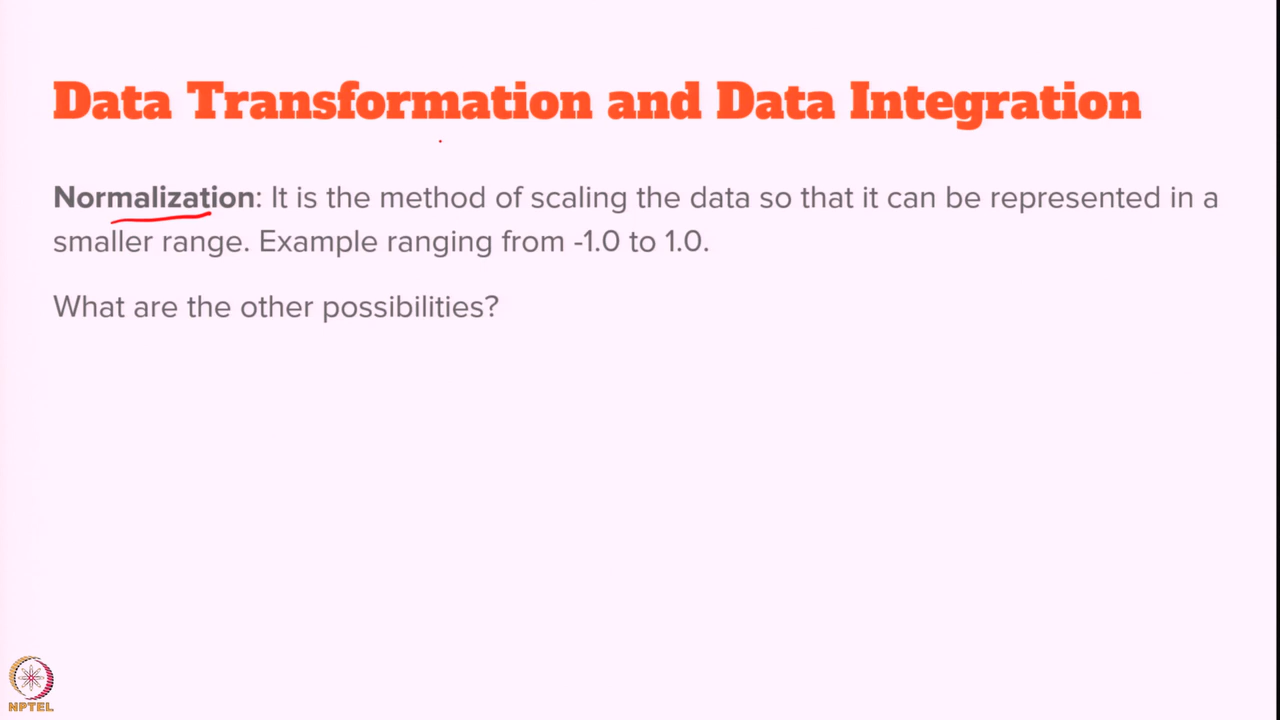 Data Transformation and Data Integration
Normalization: It is the method of scaling the data so that it can be represented in a
smaller range. Example ranging from -1.0 to 1.0.
What are the other possibilities?
NPTEL